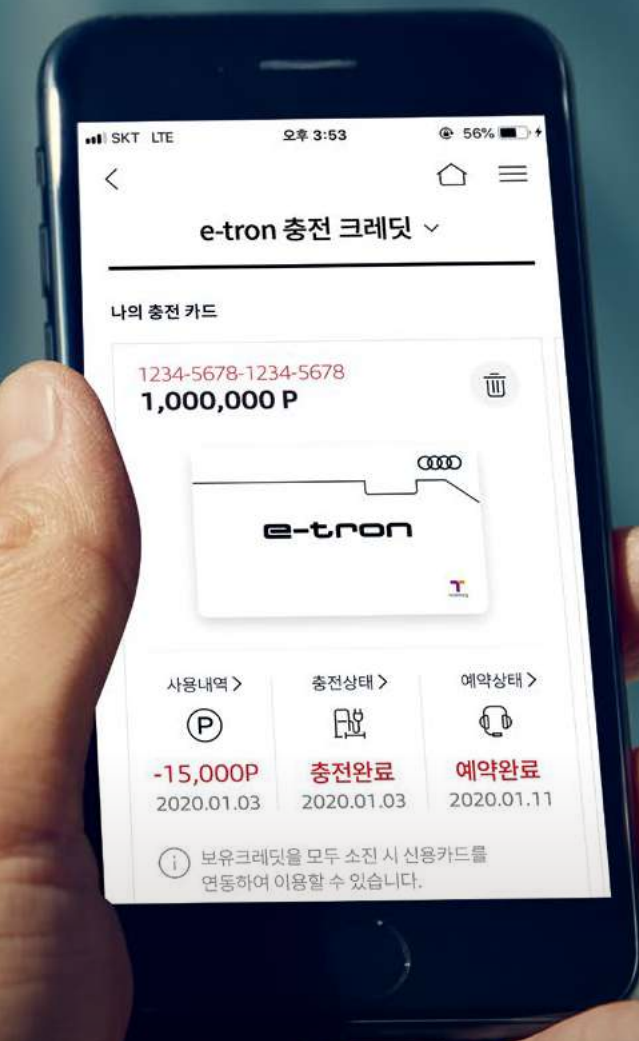 SKT LTE
오후 3:53
56%
e-tron 충전 크레딧
나의 충전 카드
1234-5678-1234-5678
1,000,000 P
e-tron
사용내역 >
충전상태 >
예약상태 >
P
-15,000P
충전완료
예약완료
2020.01.03
2020.01.03
2020.01.11
보유크레딧을 모두 소진 시 신용카드를
연동하여 이용할 수 있습니다.